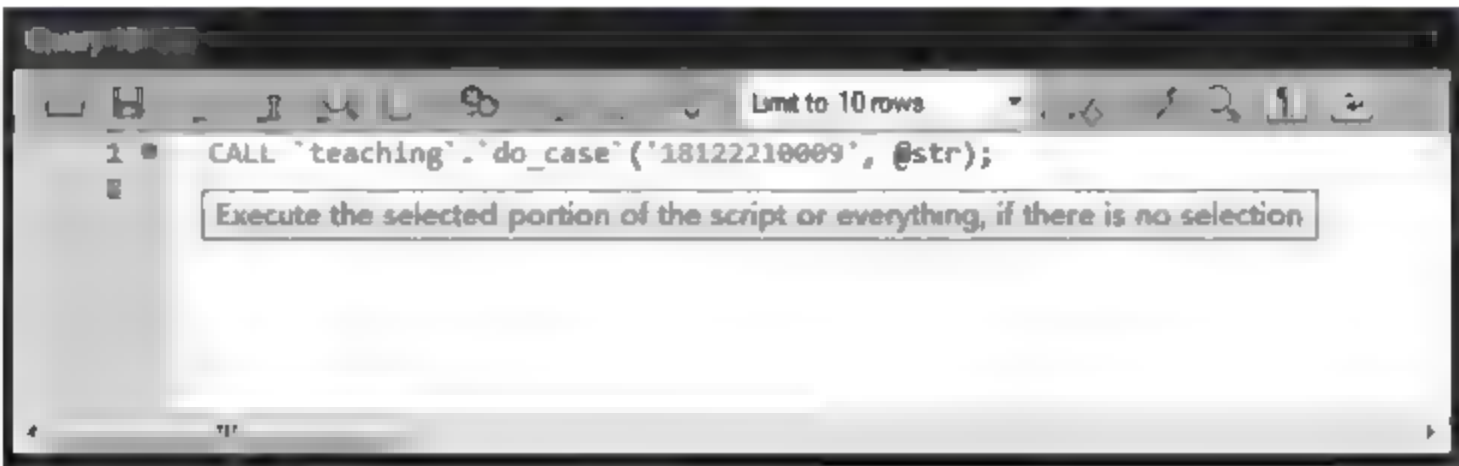 Limit to 10 rows
1 CALL `teaching`.`do_case`('18122210009', @str);
Execute the selected portion of the script or everything, if there is no selection